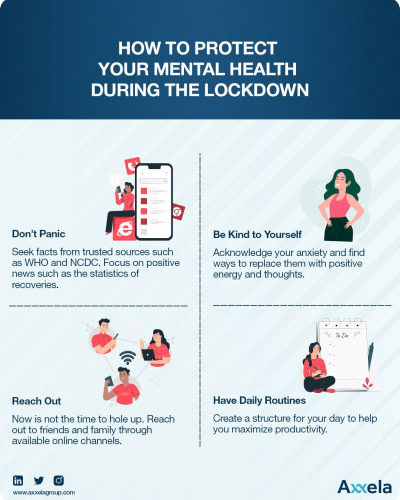 HOW TO PROTECT
YOUR MENTAL HEALTH
DURING THE LOCKDOWN
Don't Panic
Seek facts from trusted sources such
as WHO and NCDC. Focus on positive
news such as the statistics of
recoveries.
Be Kind to Yourself
Acknowledge your anxiety and find
ways to replace them with positive
energy and thoughts.
Reach Out
Now is not the time to hole up. Reach
out to friends and family through
available online channels.
To Do
Have Daily Routines
Create a structure for your day to help
you maximize productivity.
www.axxelagroup.com
Axxela